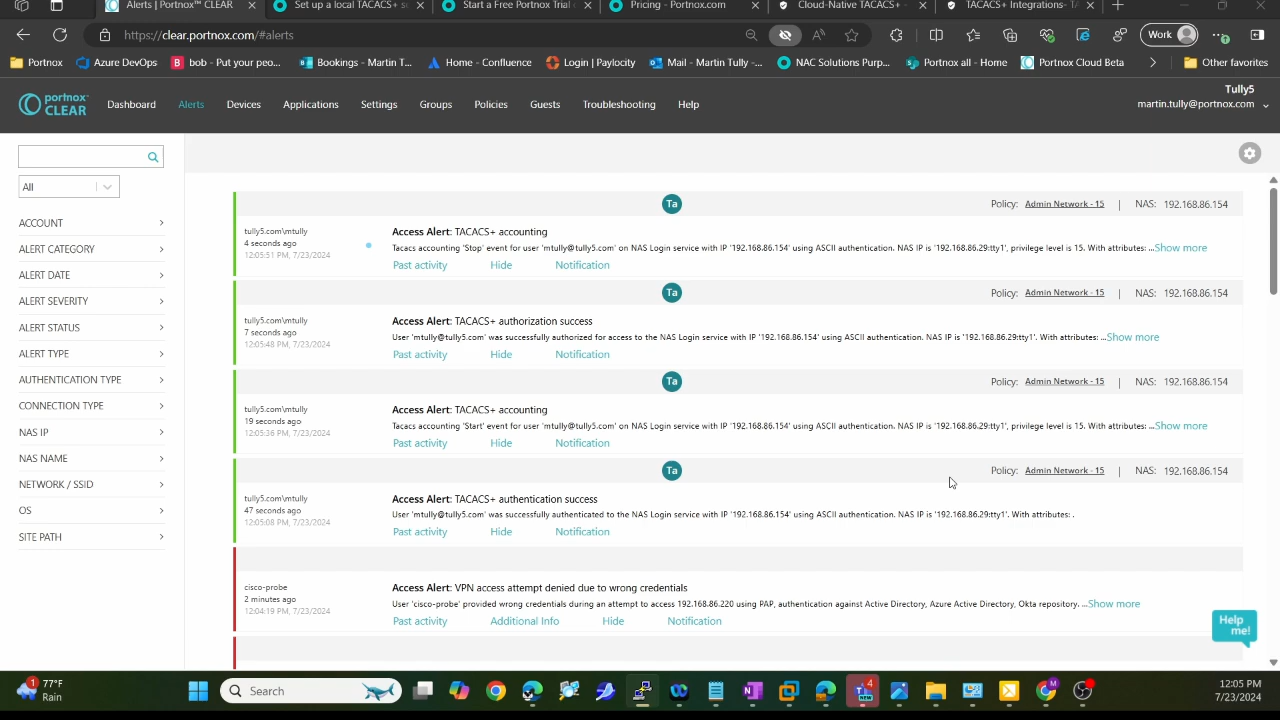 Alerts | Portnox™ CLEAR
Set up a local TACACS+ s
Start a Free Portnox Trial
Pricing - Portnox.com
Cloud-Native TACACS+ -
TACACS+ Integrations- TA
https://clear.portnox.com/#alerts
Work
Portnox
Azure DevOps
bob - Put your peo...
Bookings - Martin T...
Home - Confluence
Login | Paylocity
Mail - Martin Tully -...
NAC Solutions Purp...
Portnox all - Home
Portnox Cloud Beta
Other favorites
portnox™
CLEAR
Dashboard
Alerts
Devices
Applications
Settings
Groups
Policies
Guests
Troubleshooting
Help
Tully5
martin.tully@portnox.com
All
ACCOUNT
ALERT CATEGORY
ALERT DATE
ALERT SEVERITY
ALERT STATUS
ALERT TYPE
AUTHENTICATION TYPE
CONNECTION TYPE
NAS IP
NAS NAME
NETWORK / SSID
OS
SITE PATH
Ta
Policy: Admin Network - 15 | NAS: 192.168.86.154
tully5.com\mtully
4 seconds ago
12:05:51 PM, 7/23/2024
Access Alert: TACACS+ accounting
Tacacs accounting 'Stop' event for user 'mtully@tully5.com' on NAS Login service with IP '192.168.86.154' using ASCII authentication. NAS IP is '192.168.86.29:tty1', privilege level is 15. With attributes: ...Show more
Past activity Hide Notification
Ta
Policy: Admin Network - 15 | NAS: 192.168.86.154
tully5.com\mtully
7 seconds ago
12:05:48 PM, 7/23/2024
Access Alert: TACACS+ authorization success
User 'mtully@tully5.com' was successfully authorized for access to the NAS Login service with IP '192.168.86.154' using ASCII authentication. NAS IP is '192.168.86.29:tty1'. With attributes: ...Show more
Past activity Hide Notification
Ta
Policy: Admin Network - 15 | NAS: 192.168.86.154
tully5.com\mtully
19 seconds ago
12:05:36 PM, 7/23/2024
Access Alert: TACACS+ accounting
Tacacs accounting 'Start' event for user 'mtully@tully5.com' on NAS Login service with IP '192.168.86.154' using ASCII authentication. NAS IP is '192.168.86.29:tty1', privilege level is 15. With attributes: ...Show more
Past activity Hide Notification
Ta
Policy: Admin Network - 15 | NAS: 192.168.86.154
tully5.com\mtully
47 seconds ago
12:05:08 PM, 7/23/2024
Access Alert: TACACS+ authentication success
User 'mtully@tully5.com' was successfully authenticated to the NAS Login service with IP '192.168.86.154' using ASCII authentication. NAS IP is '192.168.86.29:tty1'. With attributes: .
Past activity Hide Notification
cisco-probe
2 minutes ago
12:04:19 PM, 7/23/2024
Access Alert: VPN access attempt denied due to wrong credentials
User 'cisco-probe' provided wrong credentials during an attempt to access 192.168.86.220 using PAP, authentication against Active Directory, Azure Active Directory, Okta repository. ...Show more
Past activity Additional Info Hide Notification
Help
me!
1
77°F
Rain
Search
4
NEW
M
12:05 PM
7/23/2024